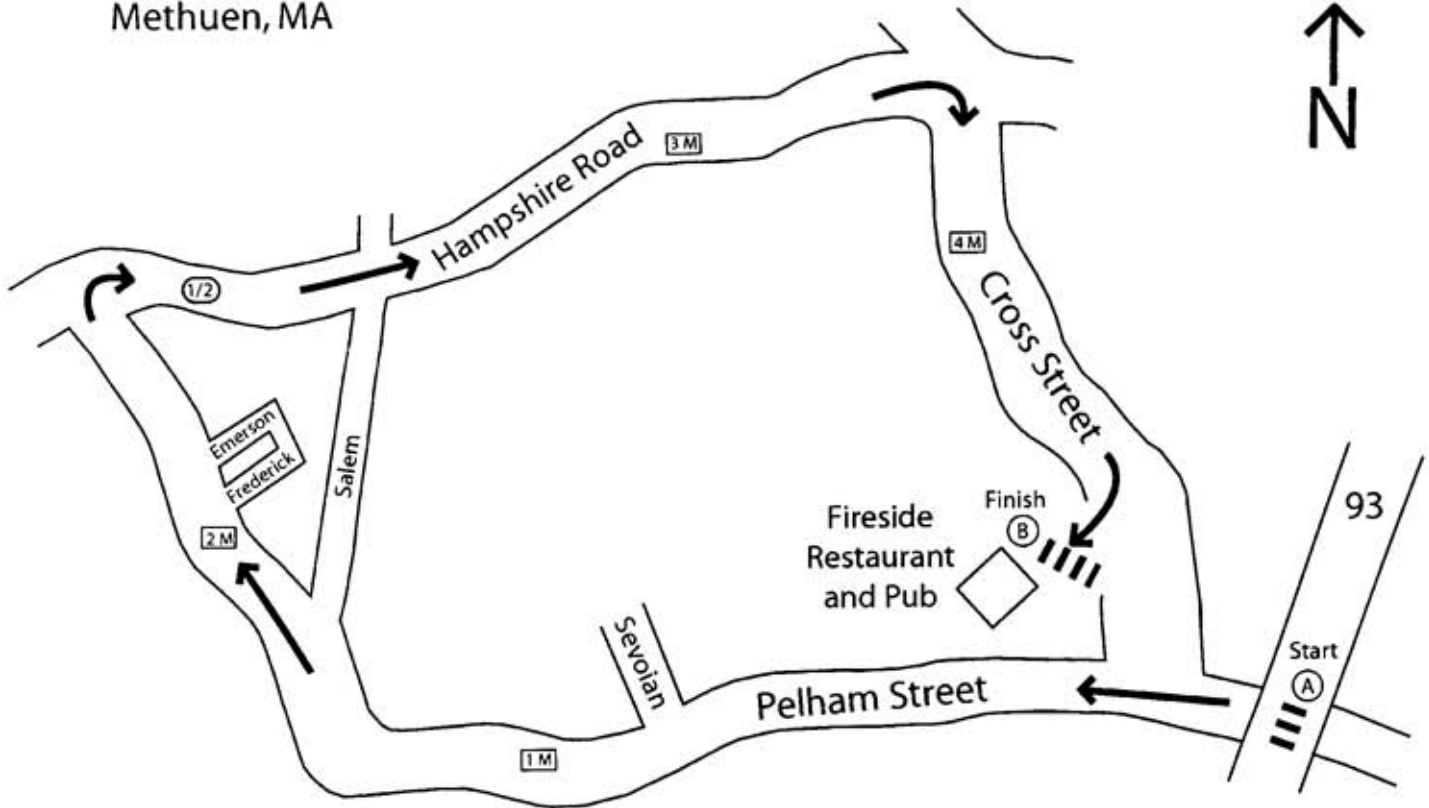 Methuen, MA
N
Hampshire Road
3 M
4 M
1/2
Cross Street
Emerson
Frederick
Salem
93
Finish
B
Fireside
Restaurant
and Pub
2 M
Sevoian
Start
A
Pelham Street
1 M